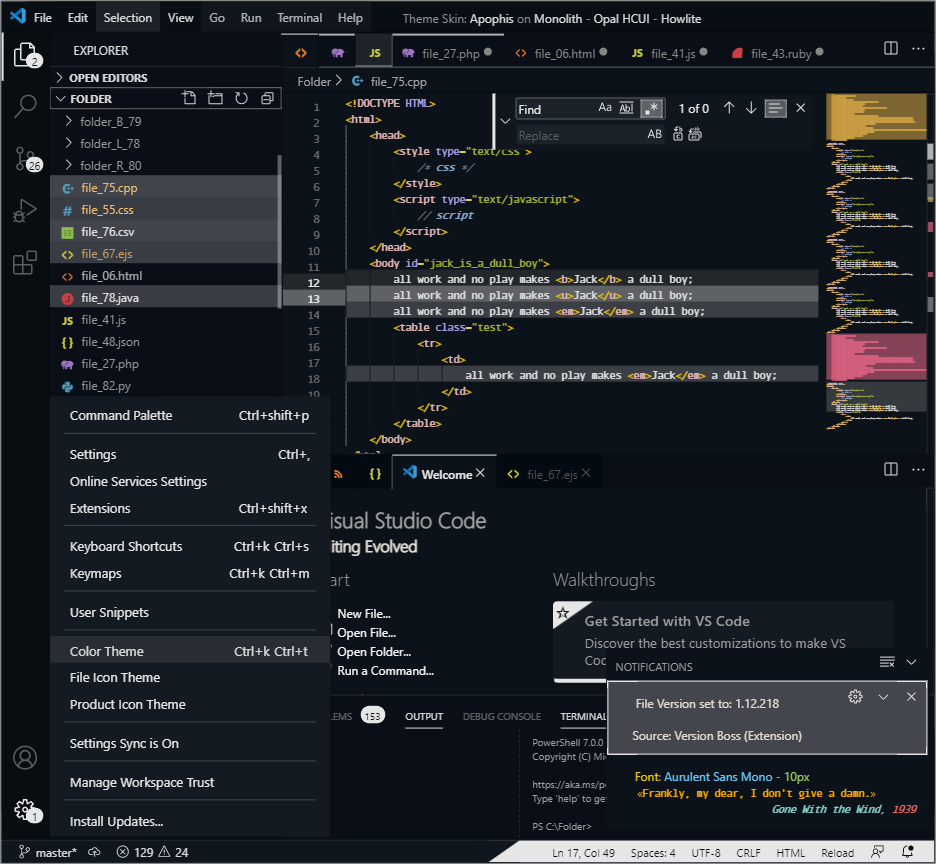 File Edit Selection View Go Run Terminal Help Theme Skin: Apophis on Monolith - Opal HCUI - Howlite
2
EXPLORER
OPEN EDITORS
FOLDER
folder_B_79
folder_L_78
folder_R_80
26
file_75.cpp
file_55.css
file_76.csv
file_67.ejs
file_06.html
file_78.java
file_41.js
file_48.json
file_27.php
file_82.py
JS file_27.php file_06.html JS file_41.js file_43.ruby
Folder file_75.cpp
Find Aa Abl .* 1 of 0
Replace AB
1 <!DOCTYPE HTML>
2 <html>
3 <head>
4 <style type="text/css">
5 /* css */
6 </style>
7 <script type="text/javascript">
8 // script
9 </script>
10 </head>
11 <body id="jack_is_a_dull_boy">
12 all work and no play makes <b>Jack</b> a dull boy;
13 all work and no play makes <u>Jack</u> a dull boy;
14 all work and no play makes <em>Jack</em> a dull boy;
15 <table class="test">
16 <tr>
17 <td>
18 all work and no play makes <em>Jack</em> a dull boy;
19 </td>
</tr>
</table>
</body>
Command Palette Ctrl+shift+p
Settings Ctrl+,
Online Services Settings
Extensions Ctrl+shift+x
Keyboard Shortcuts Ctrl+k Ctrl+s
Keymaps Ctrl+k Ctrl+m
User Snippets
Color Theme Ctrl+k Ctrl+t
File Icon Theme
Product Icon Theme
Settings Sync is On
Manage Workspace Trust
Install Updates...
1
{} Welcome file_67.ejs
isual Studio Code
iting Evolved
art
New File...
Open File...
Open Folder...
Run a Command...
Walkthroughs
Get Started with VS Code
Discover the best customizations to make VS
Coc
NOTIFICATIONS
File Version set to: 1.12.218
Source: Version Boss (Extension)
Font: Aurulent Sans Mono - 10px
«Frankly, my dear, I don't give a damn.»
Gone With the Wind, 1939
LEMS 153 OUTPUT DEBUG CONSOLE TERMINAL
PowerShell 7.0.0
Copyright (C) Mi
https://aka.ms/p
Type 'help' to ge
PS C:\Folder>
master* 129 24 Ln 17, Col 49 Spaces: 4 UTF-8 CRLF HTML Reload